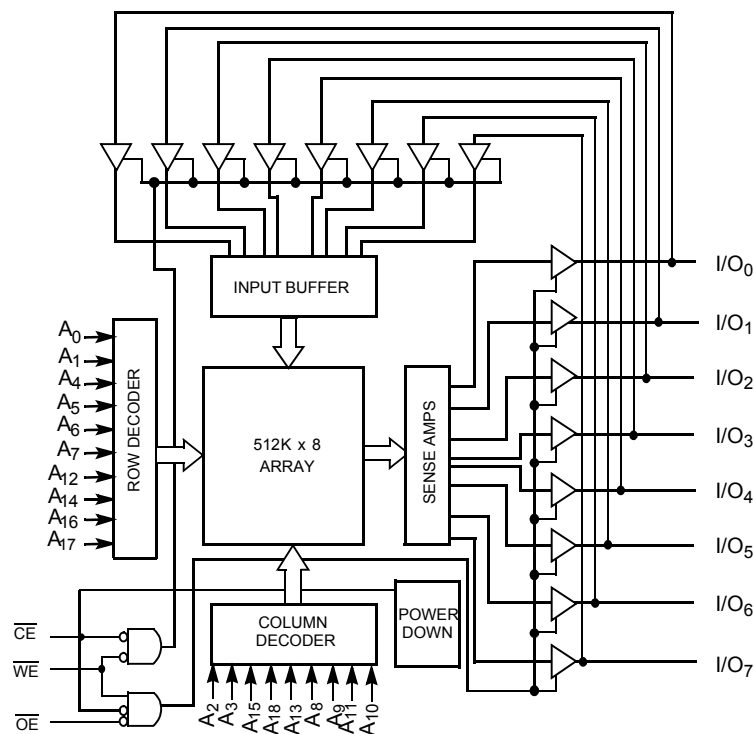 INPUT BUFFER
I/O0
I/O1
I/O2
I/O3
I/O4
I/O5
I/O6
I/O7
A0
A1
A4
A5
A6
A7
A12
A14
A16
A17
ROW DECODER
512K x 8
ARRAY
SENSE AMPS
COLUMN
DECODER
POWER
DOWN
CE
WE
OE
A2
A3
A15
A18
A13
A8
A9
A11
A10